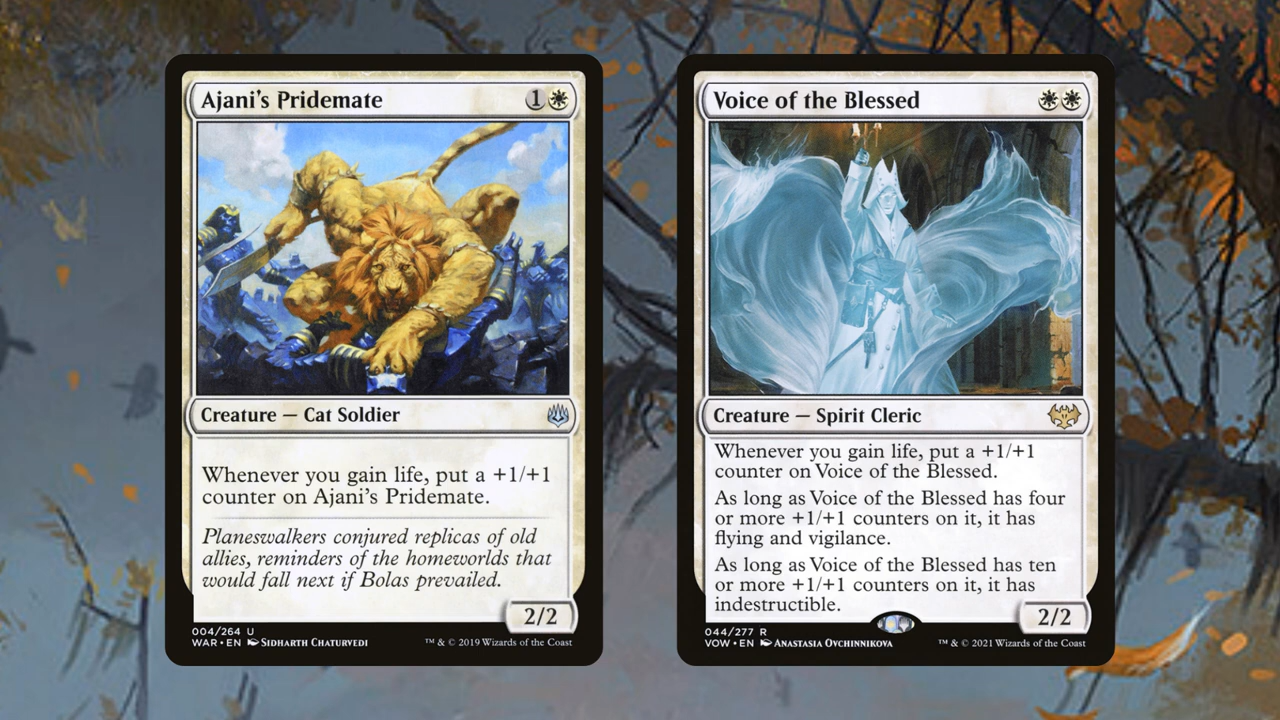 Ajani's Pridemate 1
Creature — Cat Soldier
Whenever you gain life, put a +1/+1
counter on Ajani's Pridemate.
Planeswalkers conjured replicas of old
allies, reminders of the homeworlds that
would fall next if Bolas prevailed.
2/2
004/264 U
WAR • EN Sidharth Chaturvedi
™ & © 2019 Wizards of the Coast
Voice of the Blessed
Creature — Spirit Cleric
Whenever you gain life, put a +1/+1
counter on Voice of the Blessed.
As long as Voice of the Blessed has four
or more +1/+1 counters on it, it has
flying and vigilance.
As long as Voice of the Blessed has ten
or more +1/+1 counters on it, it has
indestructible.
2/2
044/277 R
VOW • EN Anastasia Ovchinnikova
™ & © 2021 Wizards of the Coast